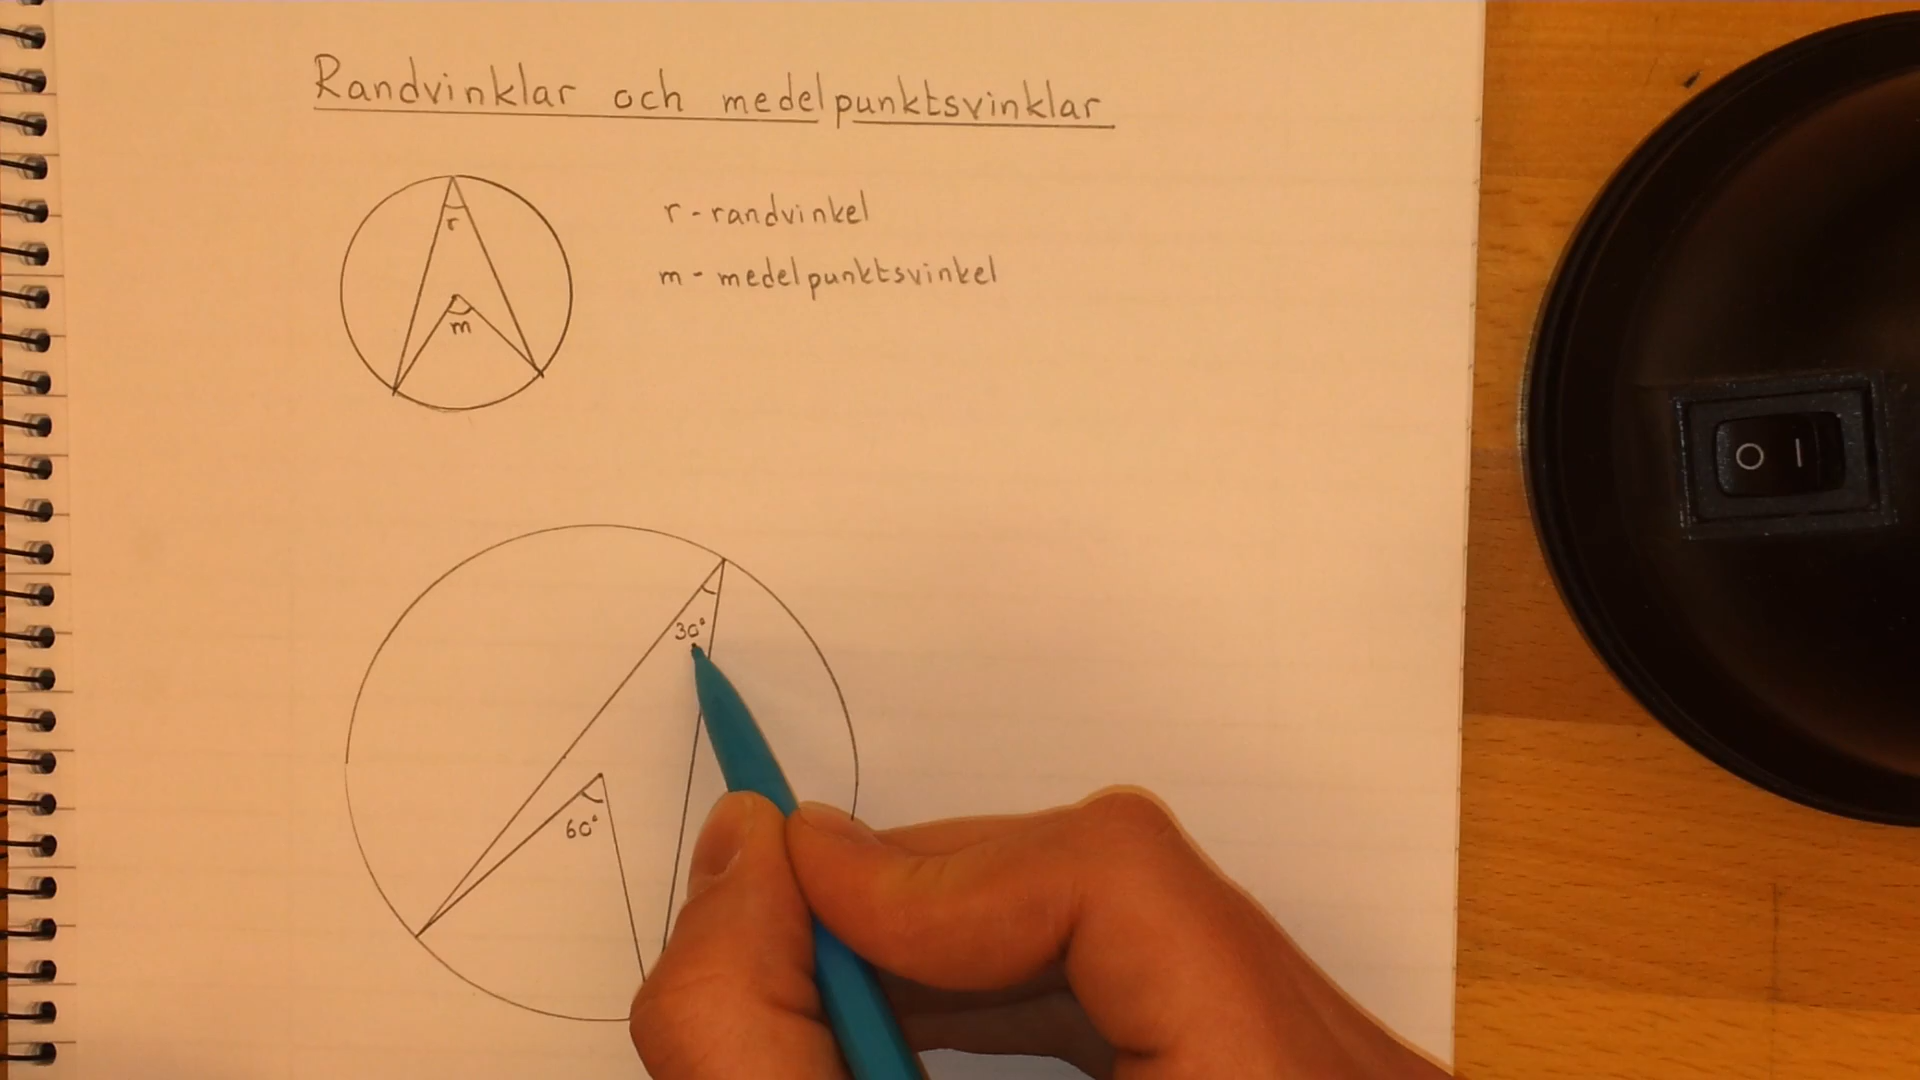 Randvinklar och medelpunktsvinklar
r
r - randvinkel
m - medelpunktsvinkel
m
30°
60°
O I